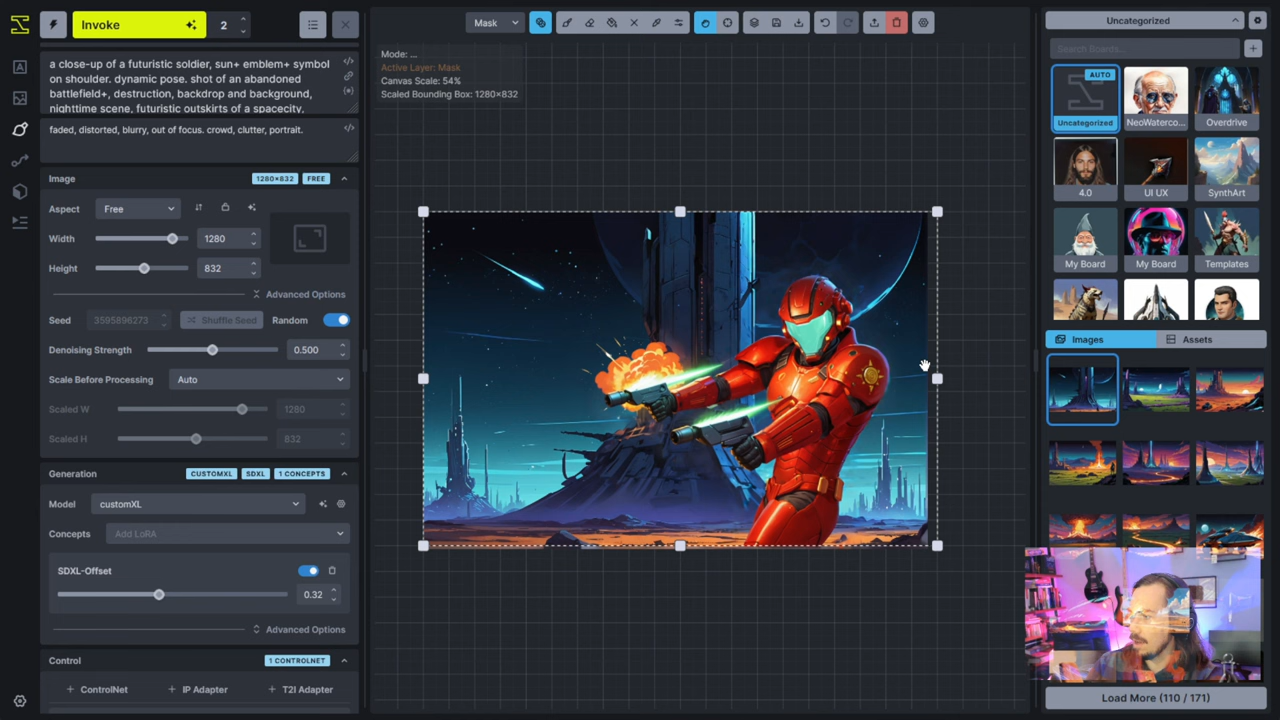 Invoke
2
a close-up of a futuristic soldier, sun+ emblem+ symbol
on shoulder. dynamic pose. shot of an abandoned
battlefield+, destruction, backdrop and background,
nighttime scene, futuristic outskirts of a spacecity.
faded, distorted, blurry, out of focus. crowd, clutter, portrait.
Image
1280×832
FREE
Aspect
Free
Width
1280
Height
832
Advanced Options
Seed
3595896273
Shuffle Seed
Random
Denoising Strength
0.500
Scale Before Processing
Auto
Scaled W
1280
Scaled H
832
Generation
CUSTOMXL
SDXL
1 CONCEPTS
Model
customXL
Concepts
Add LoRA
SDXL-Offset
0.32
Advanced Options
Control
1 CONTROLNET
+ ControlNet
+ IP Adapter
+ T2I Adapter
Mask
Mode: ...
Active Layer: Mask
Canvas Scale: 54%
Scaled Bounding Box: 1280×832
Uncategorized
Search Boards...
AUTO
Uncategorized
NeoWaterco...
Overdrive
4.0
UI UX
SynthArt
My Board
My Board
Templates
Images
Assets
Load More (110 / 171)